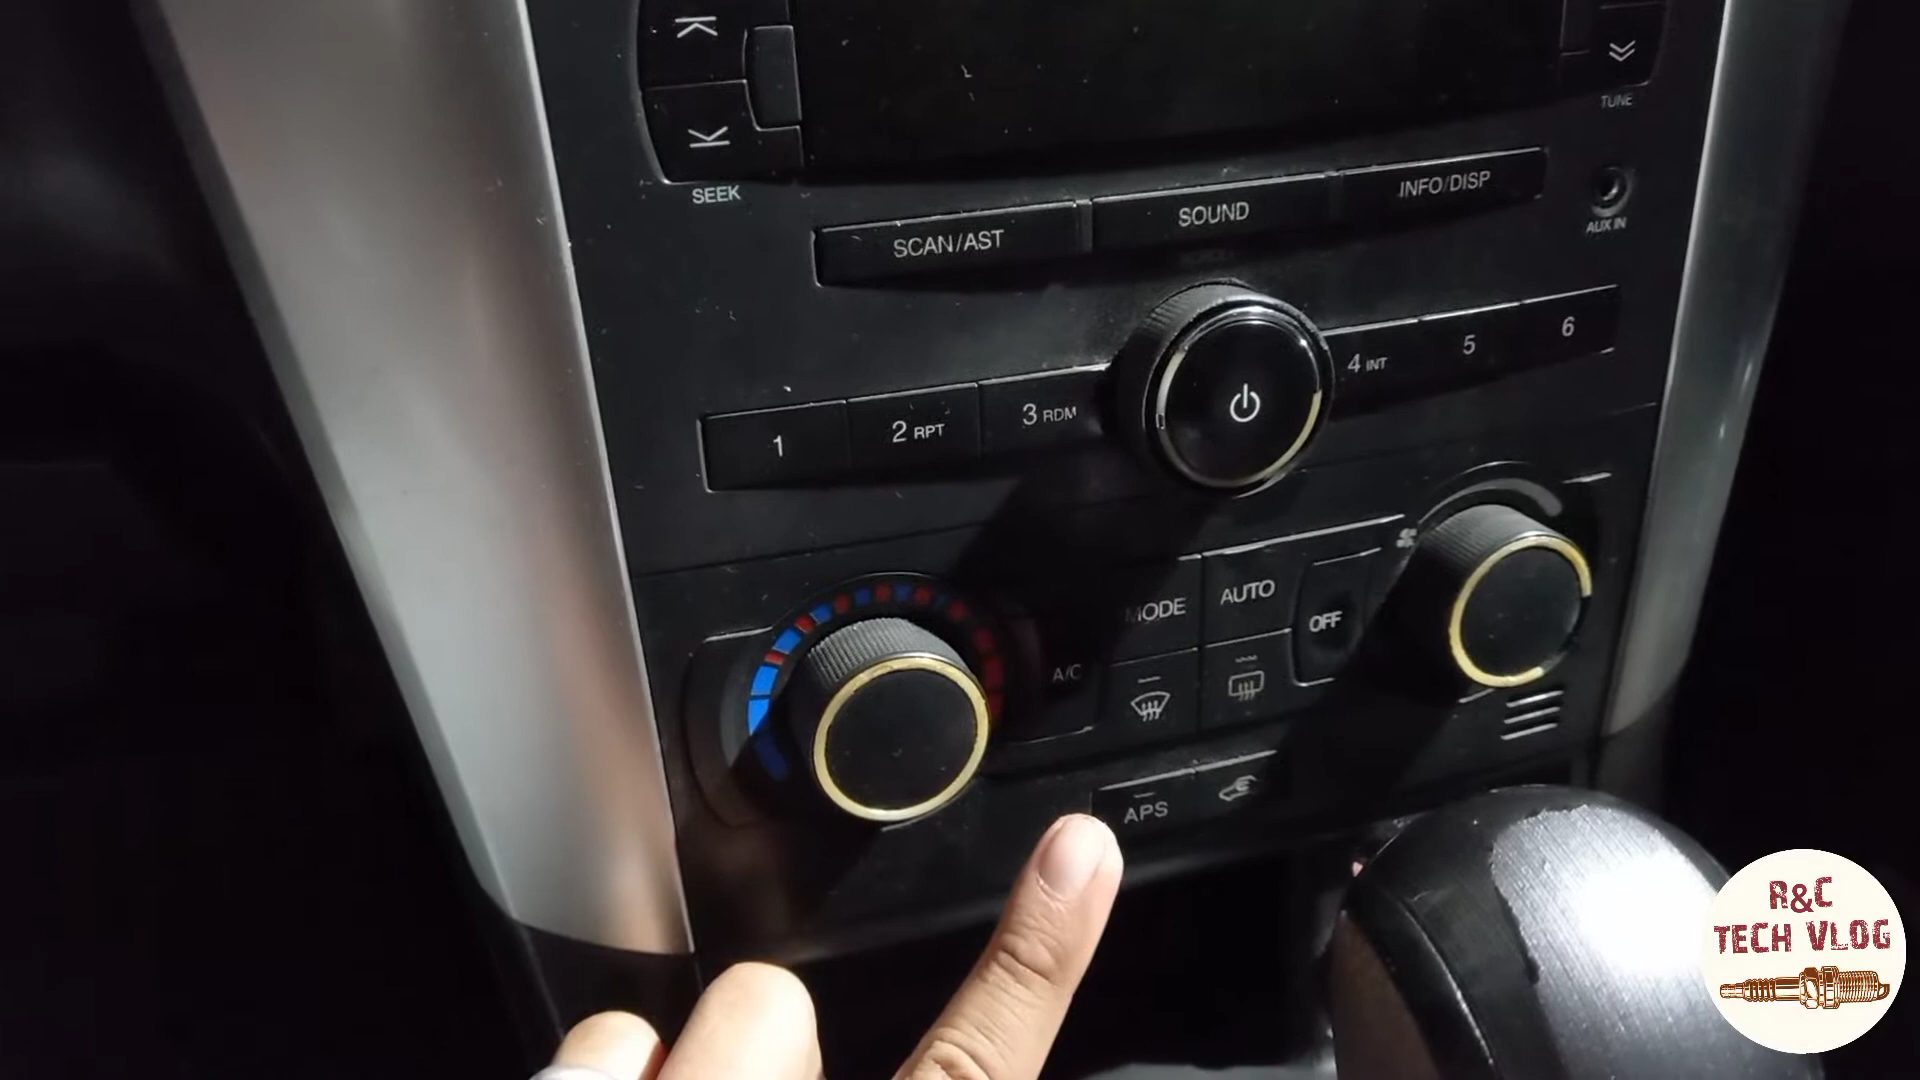 SEEK
TUNE
SCAN/AST
SOUND
INFO/DISP
AUX IN
1
2 RPT
3 RDM
4 INT
5
6
MODE
AUTO
OFF
A/C
APS
R&C
TECH VLOG